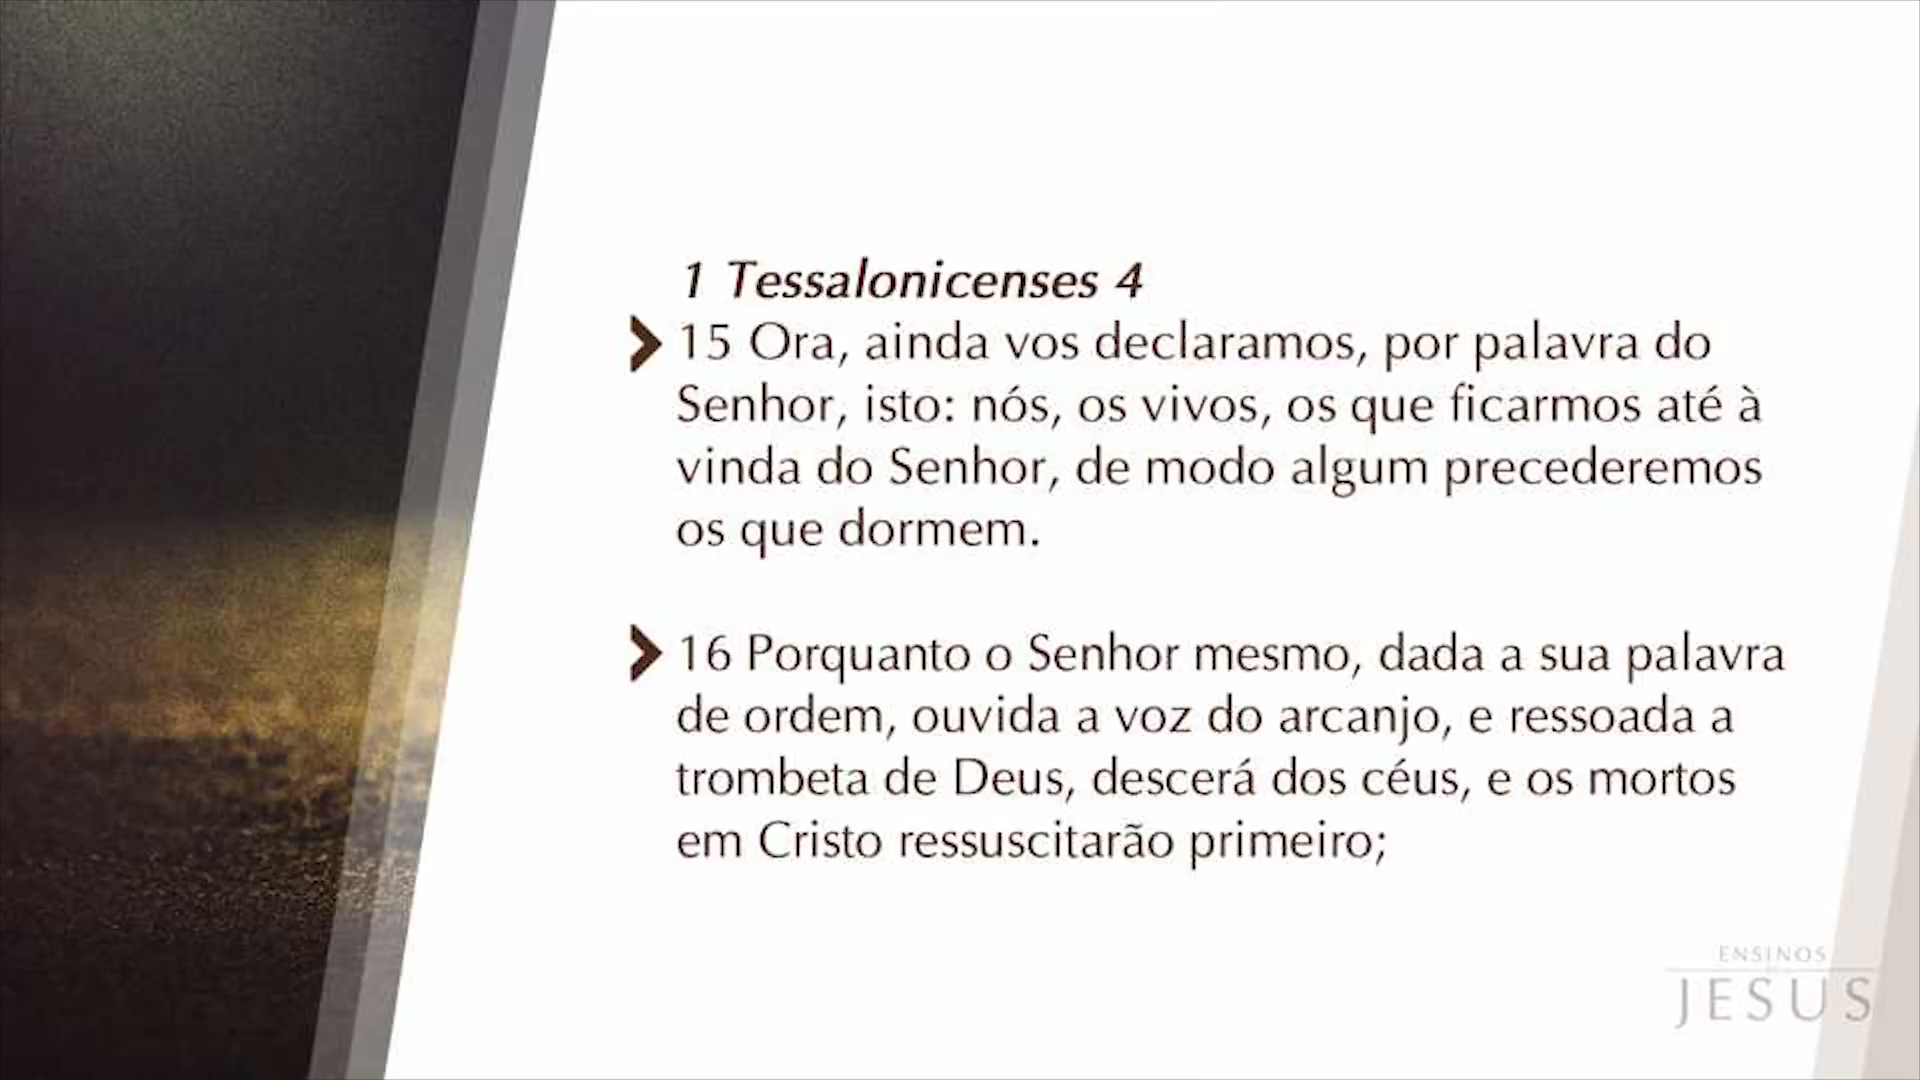 1 Tessalonicenses 4
15 Ora, ainda vos declaramos, por palavra do
Senhor, isto: nós, os vivos, os que ficarmos até à
vinda do Senhor, de modo algum precederemos
os que dormem.
16 Porquanto o Senhor mesmo, dada a sua palavra
de ordem, ouvida a voz do arcanjo, e ressoada a
trombeta de Deus, descerá dos céus, e os mortos
em Cristo ressuscitarão primeiro;
ENSINOS
JESUS